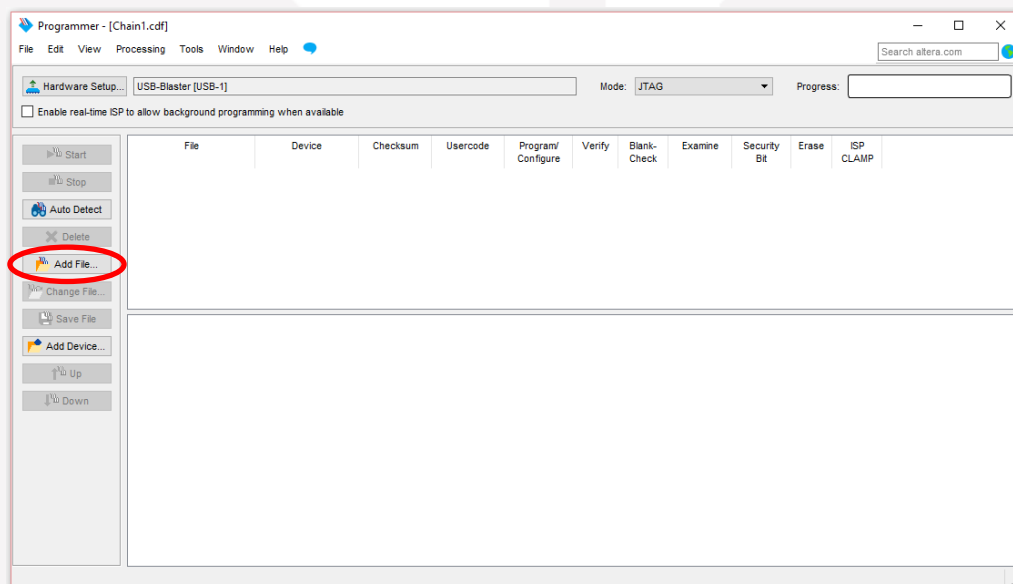 Programmer - [Chain1.cdf]
File Edit View Processing Tools Window Help
Search altera.com
Hardware Setup... USB-Blaster [USB-1] Mode: JTAG Progress:
Enable real-time ISP to allow background programming when available
File Device Checksum Usercode Program/ Verify Blank- Examine Security Erase ISP
Configure Check Bit CLAMP
Start
Stop
Auto Detect
Delete
Add File...
Change File...
Save File
Add Device...
Up
Down